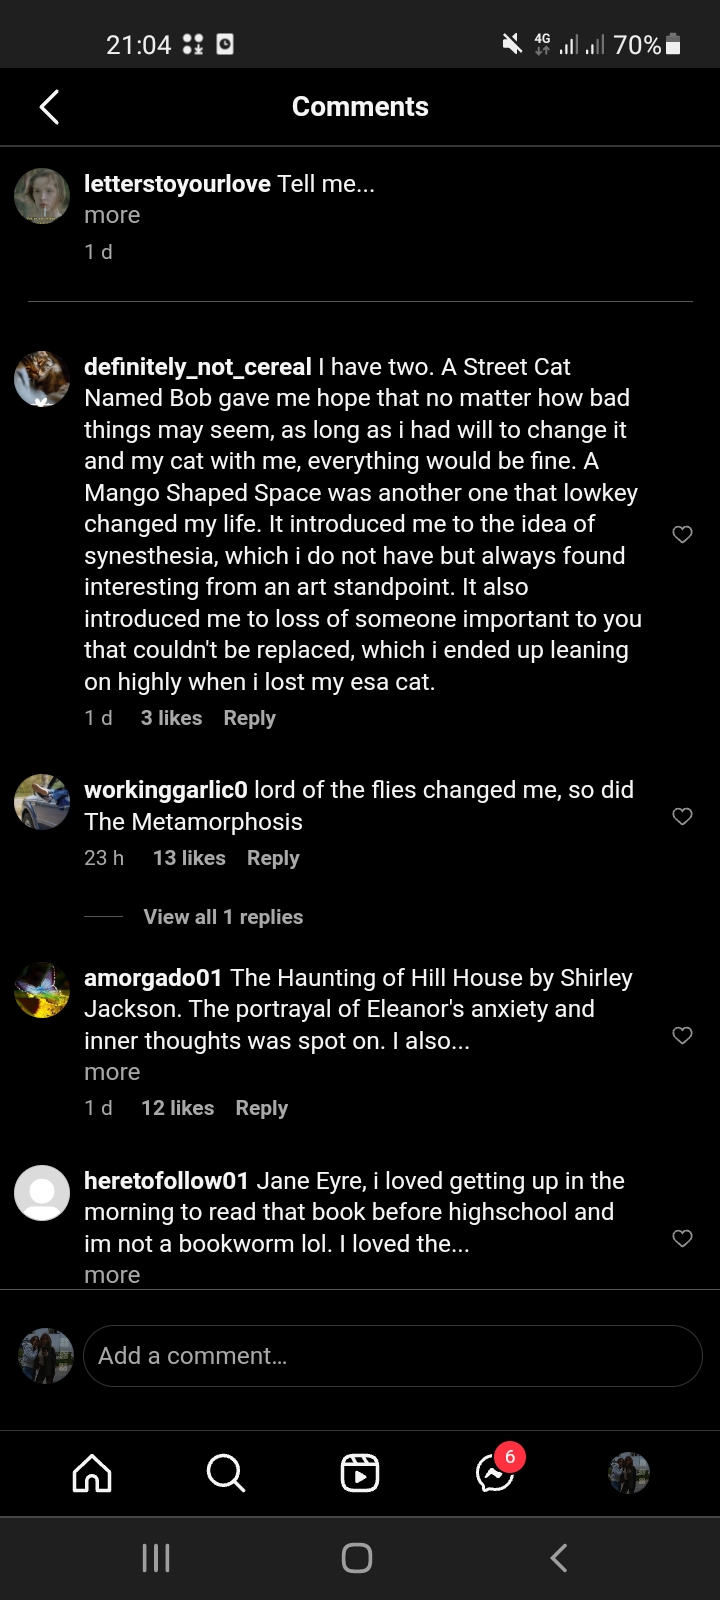 21:04
4G
70%
Comments
letterstoyourlove Tell me...
more
1 d
definitely_not_cereal I have two. A Street Cat
Named Bob gave me hope that no matter how bad
things may seem, as long as i had will to change it
and my cat with me, everything would be fine. A
Mango Shaped Space was another one that lowkey
changed my life. It introduced me to the idea of
synesthesia, which i do not have but always found
interesting from an art standpoint. It also
introduced me to loss of someone important to you
that couldn't be replaced, which i ended up leaning
on highly when i lost my esa cat.
1 d 3 likes Reply
workinggarlic0 lord of the flies changed me, so did
The Metamorphosis
23 h 13 likes Reply
View all 1 replies
amorgado01 The Haunting of Hill House by Shirley
Jackson. The portrayal of Eleanor's anxiety and
inner thoughts was spot on. I also...
more
1 d 12 likes Reply
heretofollow01 Jane Eyre, i loved getting up in the
morning to read that book before highschool and
im not a bookworm lol. I loved the...
more
Add a comment...
6